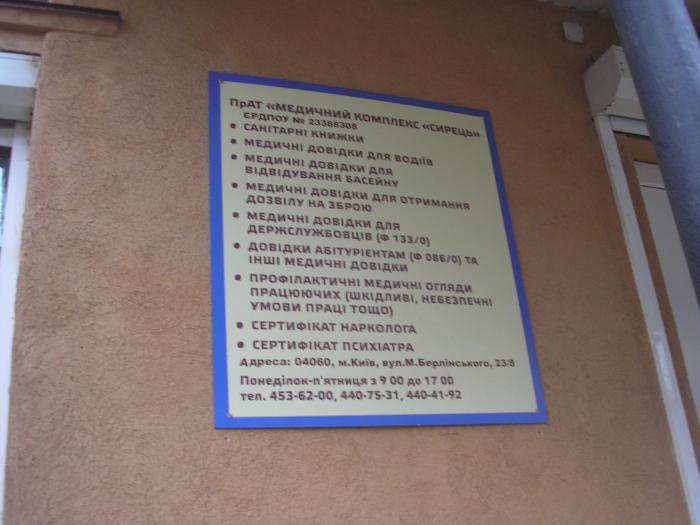 ПрАТ «МЕДИЧНИЙ КОМПЛЕКС «СИРЕЦЬ»
ЄРДПОУ № 23388308
• САНІТАРНІ КНИЖКИ
• МЕДИЧНІ ДОВІДКИ ДЛЯ ВОДІЇВ
• МЕДИЧНІ ДОВІДКИ ДЛЯ
ВІДВІДУВАННЯ БАСЕЙНУ
• МЕДИЧНІ ДОВІДКИ ДЛЯ ОТРИМАННЯ
ДОЗВІЛУ НА ЗБРОЮ
• МЕДИЧНІ ДОВІДКИ ДЛЯ
ДЕРЖСЛУЖБОВЦІВ (Ф 133/0)
• ДОВІДКИ АБІТУРІЄНТАМ (Ф 086/0) ТА
ІНШІ МЕДИЧНІ ДОВІДКИ
• ПРОФІЛАКТИЧНІ МЕДИЧНІ ОГЛЯДИ
ПРАЦЮЮЧИХ (ШКІДЛИВІ, НЕБЕЗПЕЧНІ
УМОВИ ПРАЦІ ТОЩО)
• СЕРТИФІКАТ НАРКОЛОГА
• СЕРТИФІКАТ ПСИХІАТРА
Адреса: 04060, м.Київ, вул.М.Берлінського, 23/8
Понеділок-п'ятниця з 9 00 до 17 00
тел. 453-62-00, 440-75-31, 440-41-92